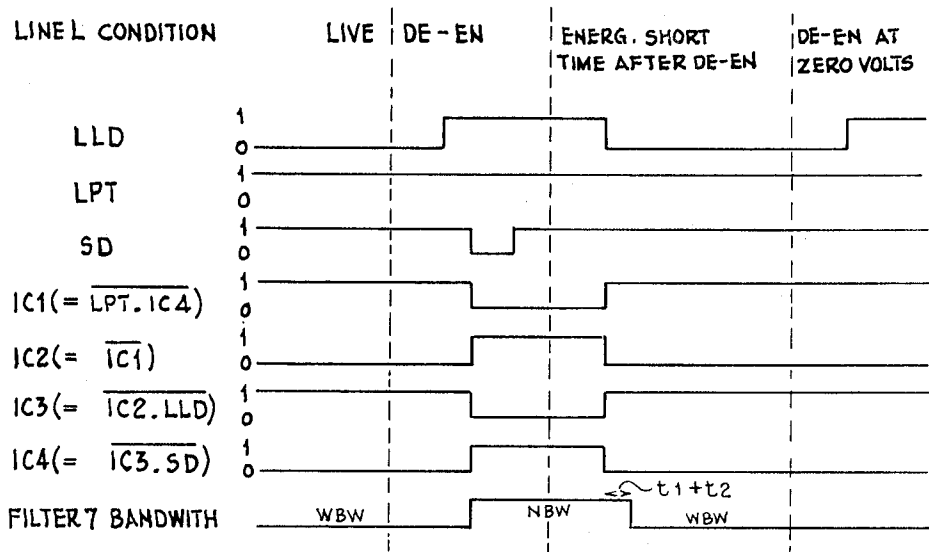 LINE L CONDITION LIVE DE-EN ENERG. SHORT TIME AFTER DE-EN DE-EN AT ZERO VOLTS
LLD 1 0
LPT 1 0
SD 1 0
IC1(= LPT.IC4) 1 0
IC2(= IC1) 1 0
IC3(= IC2.LLD) 1 0
IC4(= IC3.SD) 1 0
t1+t2
FILTER 7 BANDWITH WBW NBW WBW